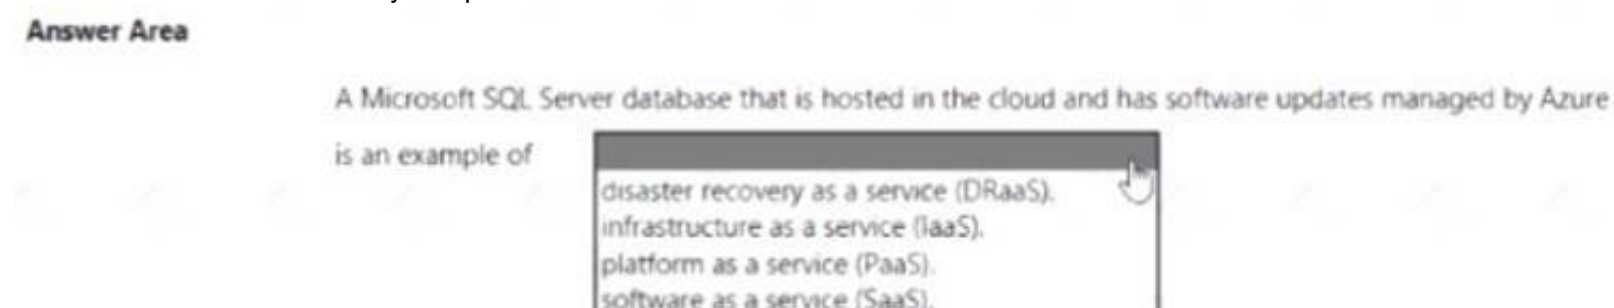 Answer Area
A Microsoft SQL Server database that is hosted in the cloud and has software updates managed by Azure
is an example of
disaster recovery as a service (DRaaS).
infrastructure as a service (IaaS).
platform as a service (PaaS).
software as a service (SaaS).